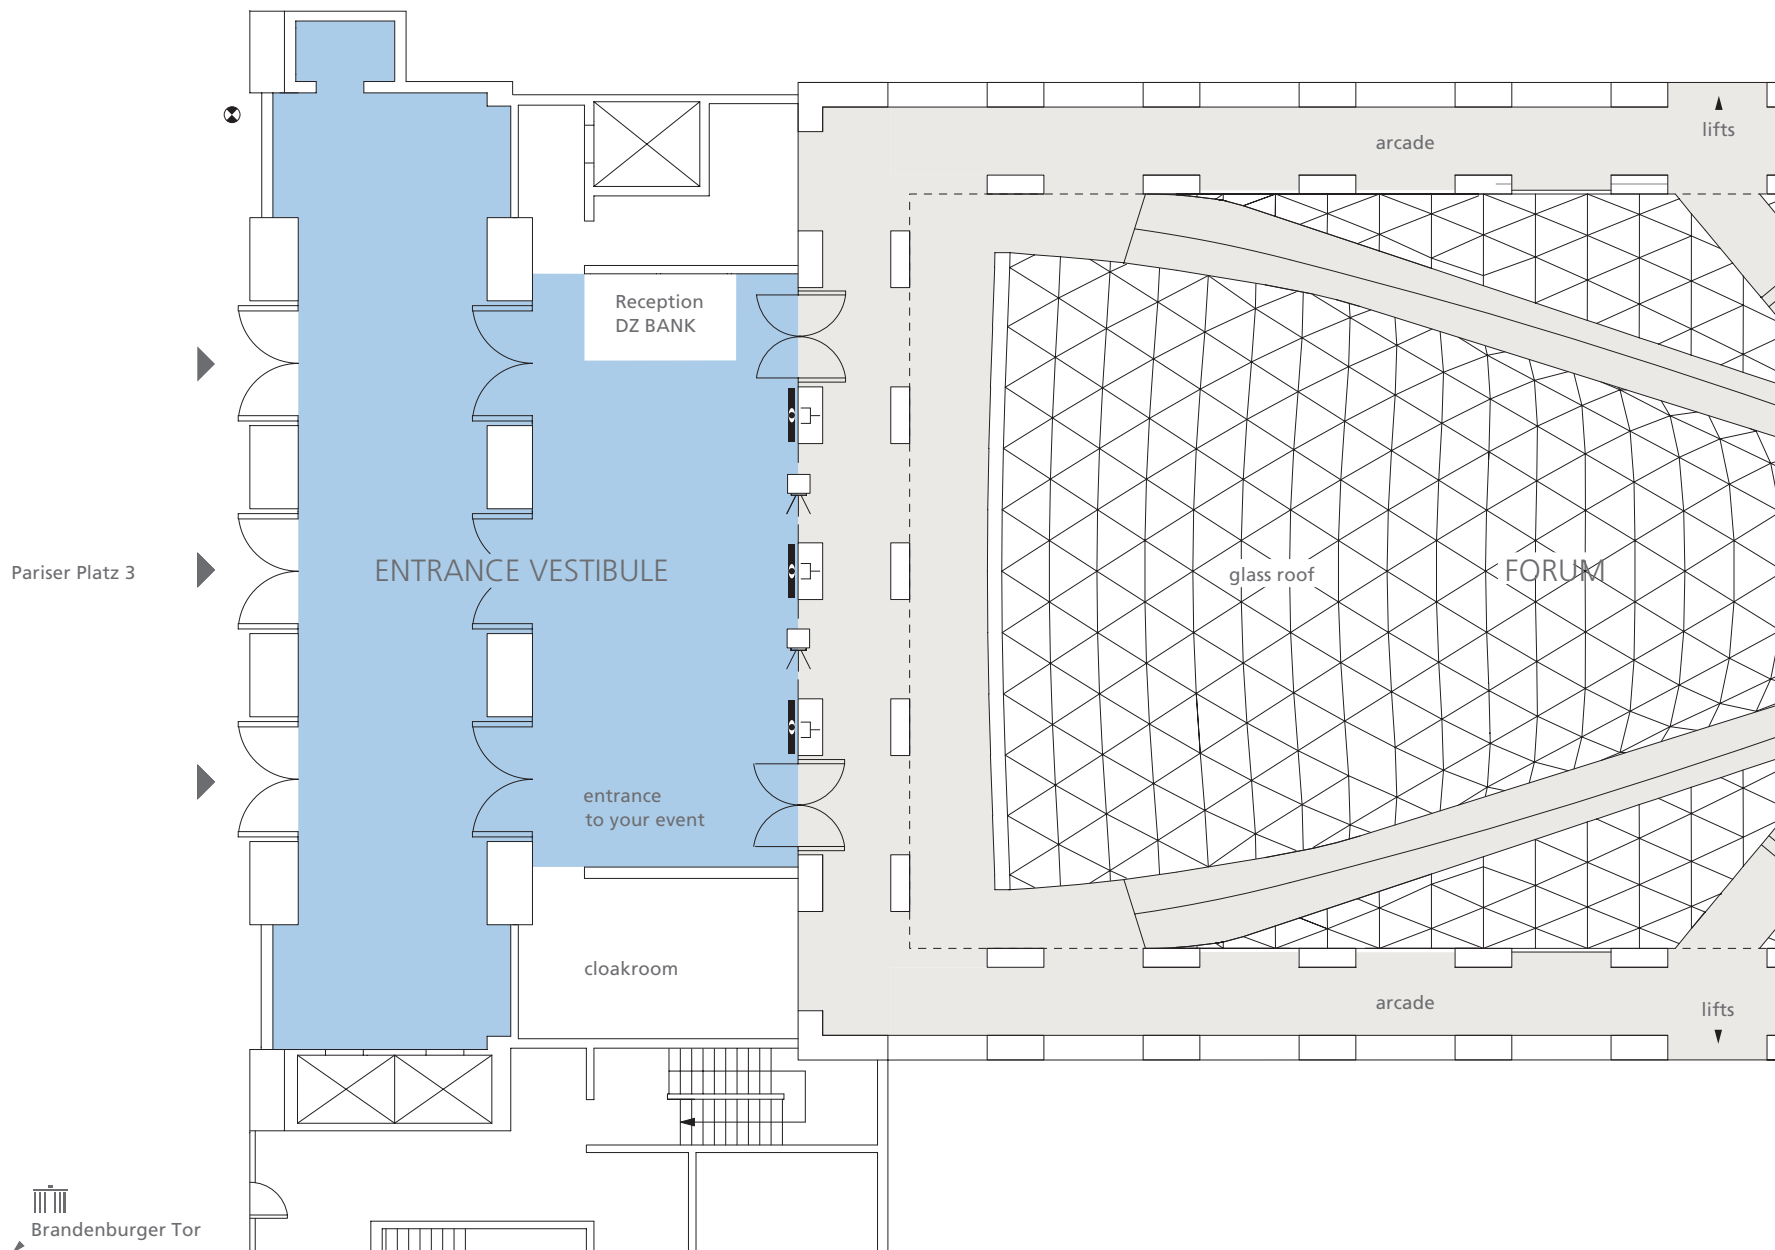 lifts
arcade
Reception
DZ BANK
Pariser Platz 3
ENTRANCE VESTIBULE
glass roof
FORUM
entrance
to your event
cloakroom
arcade
lifts
Brandenburger Tor